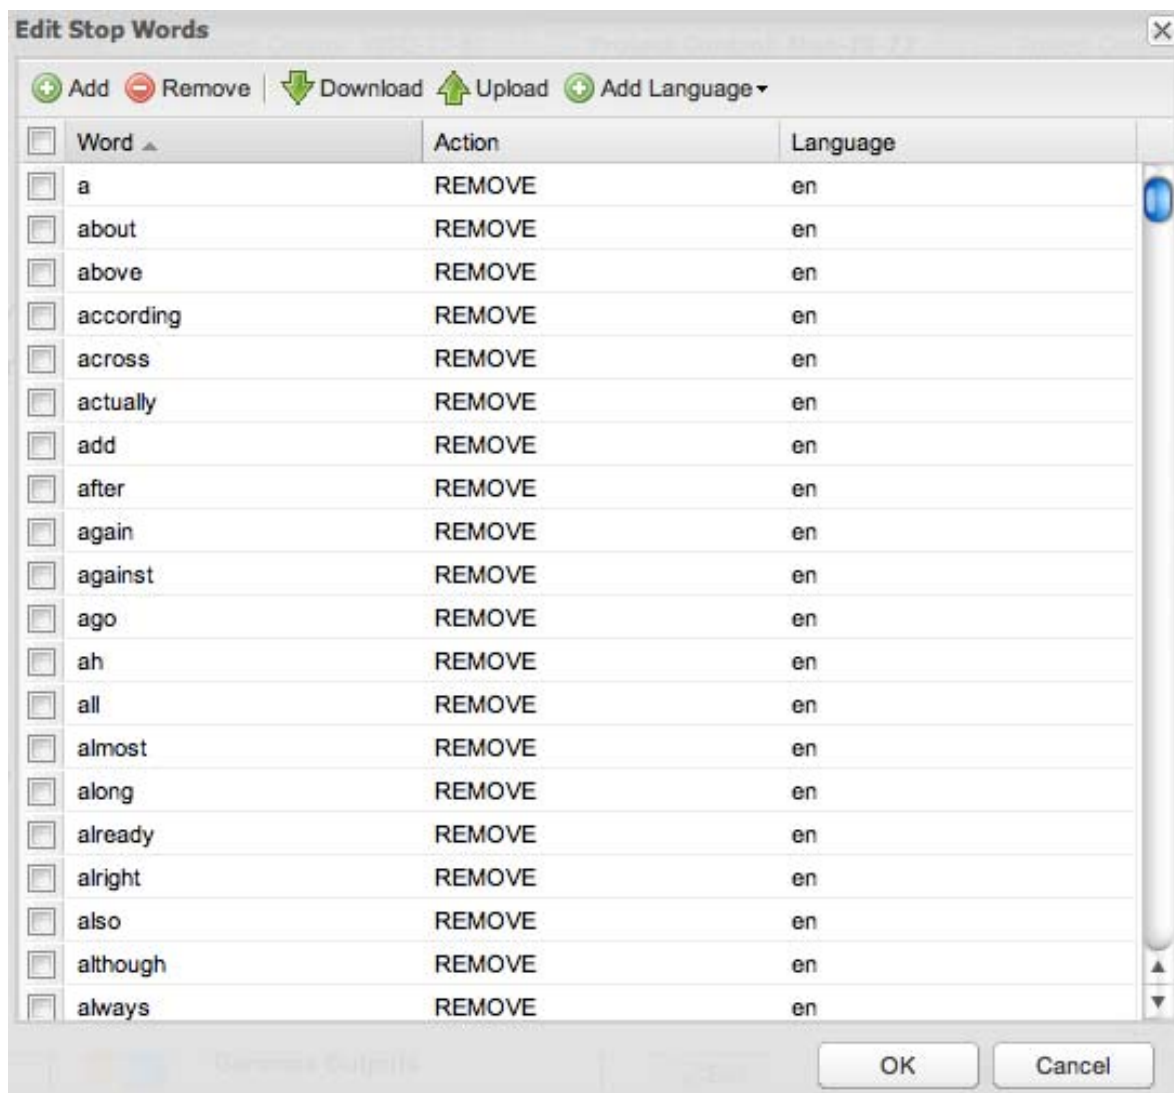 Edit Stop Words
Add Remove Download Upload Add Language
Word Action Language
a REMOVE en
about REMOVE en
above REMOVE en
according REMOVE en
across REMOVE en
actually REMOVE en
add REMOVE en
after REMOVE en
again REMOVE en
against REMOVE en
ago REMOVE en
ah REMOVE en
all REMOVE en
almost REMOVE en
along REMOVE en
already REMOVE en
alright REMOVE en
also REMOVE en
although REMOVE en
always REMOVE en
Generate Outputs
OK Cancel